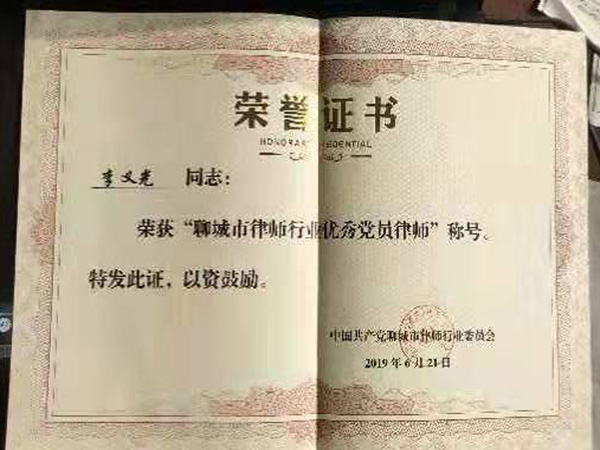 荣誉证书
HONORARY CREDENTIAL
李义光 同志：
荣获“聊城市律师行业优秀党员律师”称号。
特发此证，以资鼓励。
中国共产党聊城市律师行业委员会
2019年6月21日